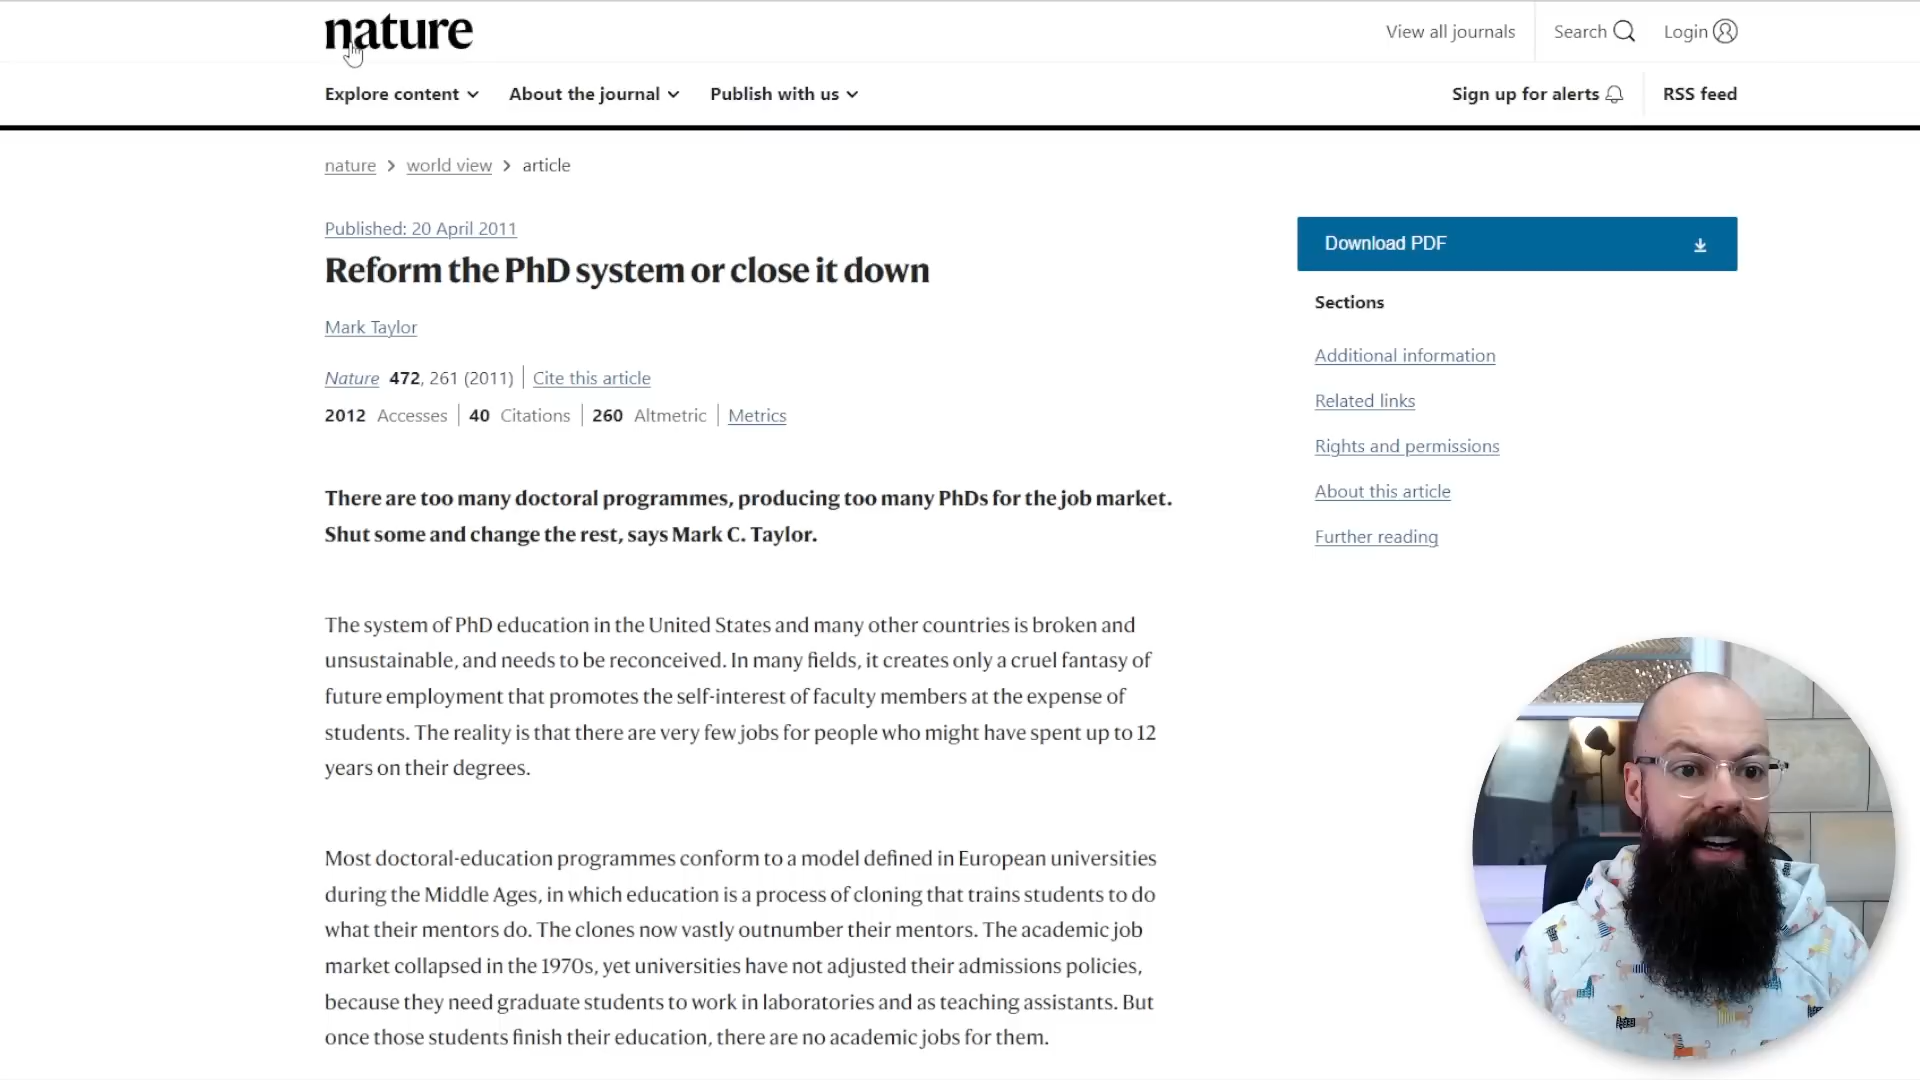 nature
View all journals
Search
Login
Explore content
About the journal
Publish with us
Sign up for alerts
RSS feed
nature > world view > article
Published: 20 April 2011
Reform the PhD system or close it down
Mark Taylor
Nature 472, 261 (2011) | Cite this article
2012 Accesses | 40 Citations | 260 Altmetric | Metrics
There are too many doctoral programmes, producing too many PhDs for the job market.
Shut some and change the rest, says Mark C. Taylor.
The system of PhD education in the United States and many other countries is broken and
unsustainable, and needs to be reconceived. In many fields, it creates only a cruel fantasy of
future employment that promotes the self-interest of faculty members at the expense of
students. The reality is that there are very few jobs for people who might have spent up to 12
years on their degrees.
Most doctoral-education programmes conform to a model defined in European universities
during the Middle Ages, in which education is a process of cloning that trains students to do
what their mentors do. The clones now vastly outnumber their mentors. The academic job
market collapsed in the 1970s, yet universities have not adjusted their admissions policies,
because they need graduate students to work in laboratories and as teaching assistants. But
once those students finish their education, there are no academic jobs for them.
Download PDF
Sections
Additional information
Related links
Rights and permissions
About this article
Further reading